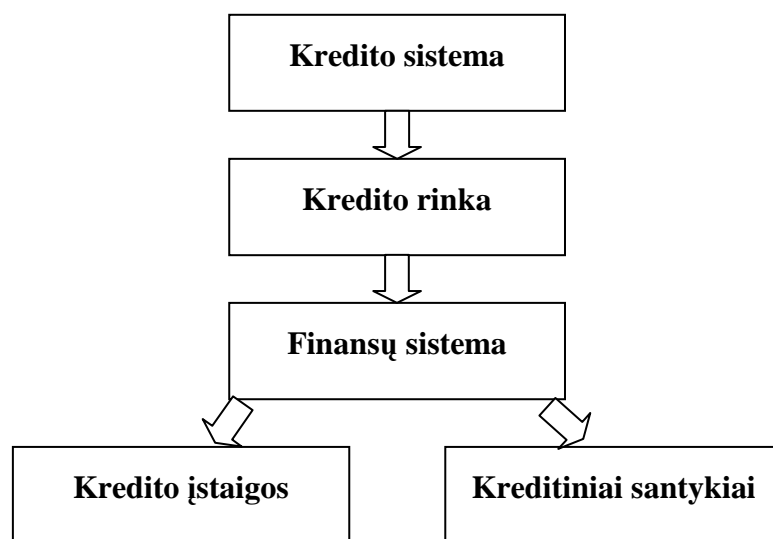 Kredito sistema
Kredito rinka
Finansų sistema
Kredito įstaigos
Kreditiniai santykiai